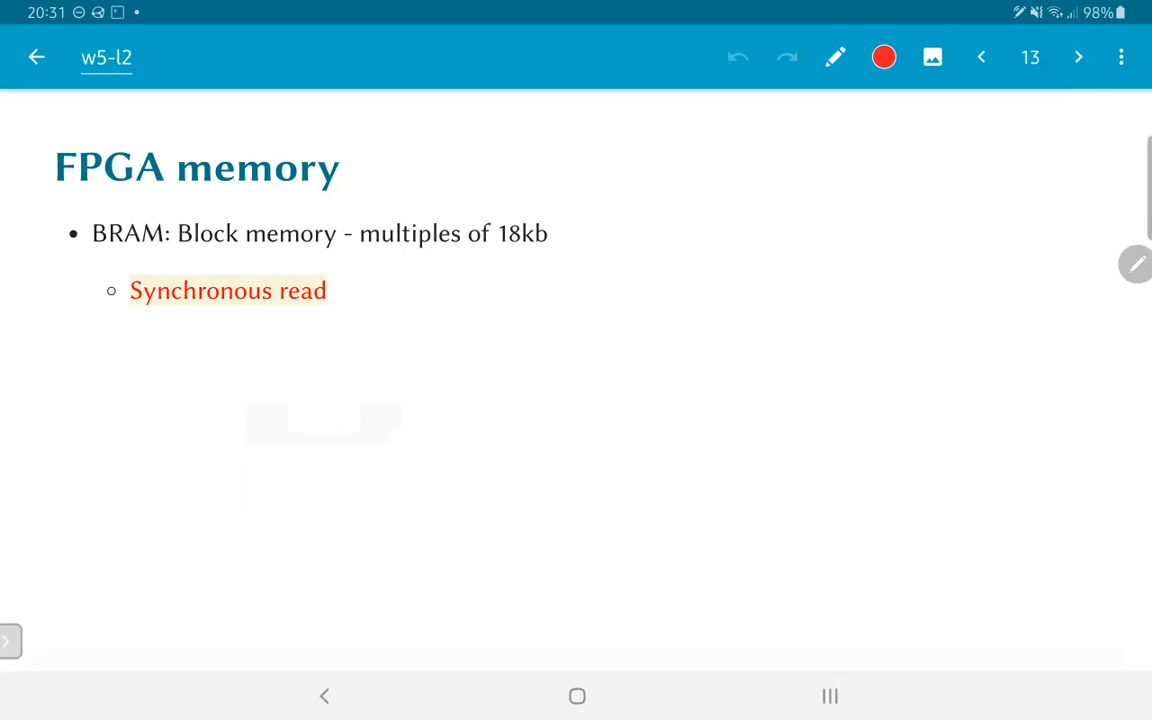 20:31
98%
w5-l2
13
FPGA memory
• BRAM: Block memory - multiples of 18kb
○ Synchronous read